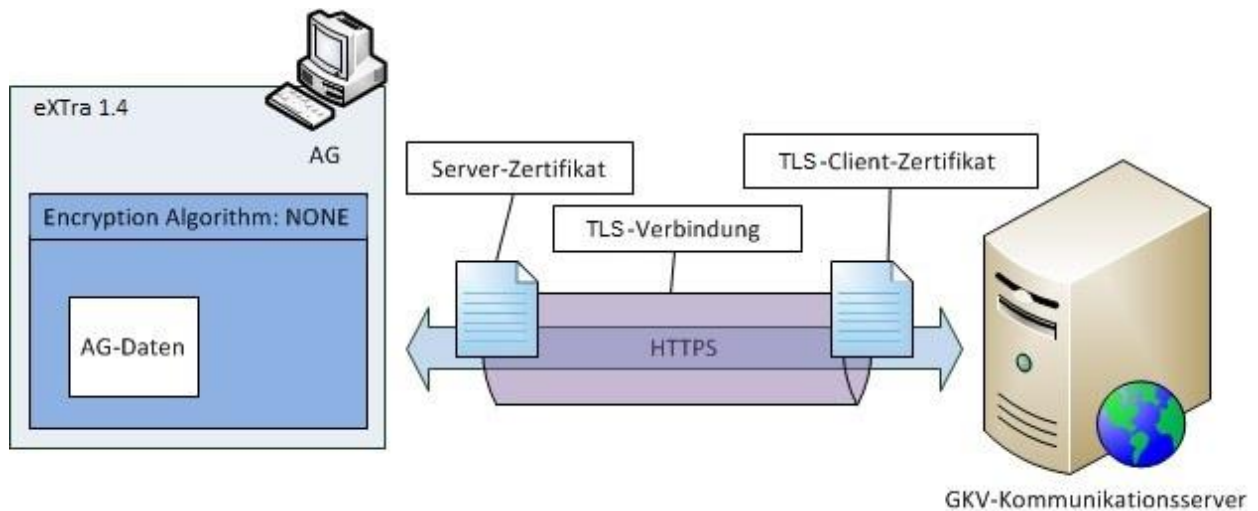 eXTra 1.4
AG
Encryption Algorithm: NONE
AG-Daten
Server-Zertifikat
TLS-Client-Zertifikat
TLS-Verbindung
HTTPS
GKV-Kommunikationsserver